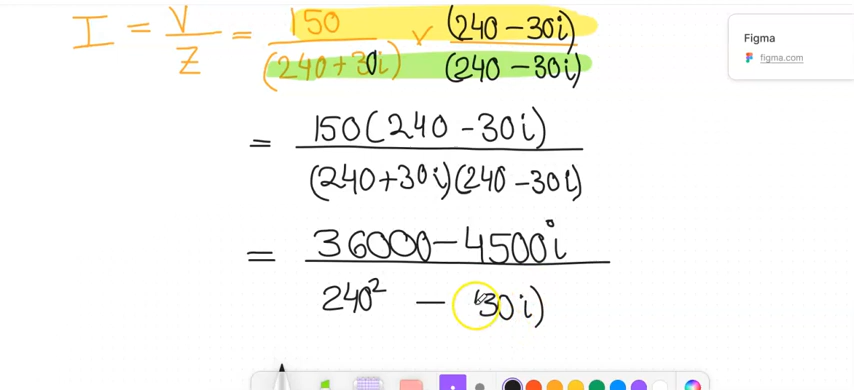 I = V/Z = 150/(240+30i) × (240-30i)/(240-30i)
Figma
figma.com
= 150(240-30i)/(240+30i)(240-30i)
= 36000-4500i/240² - (30i)